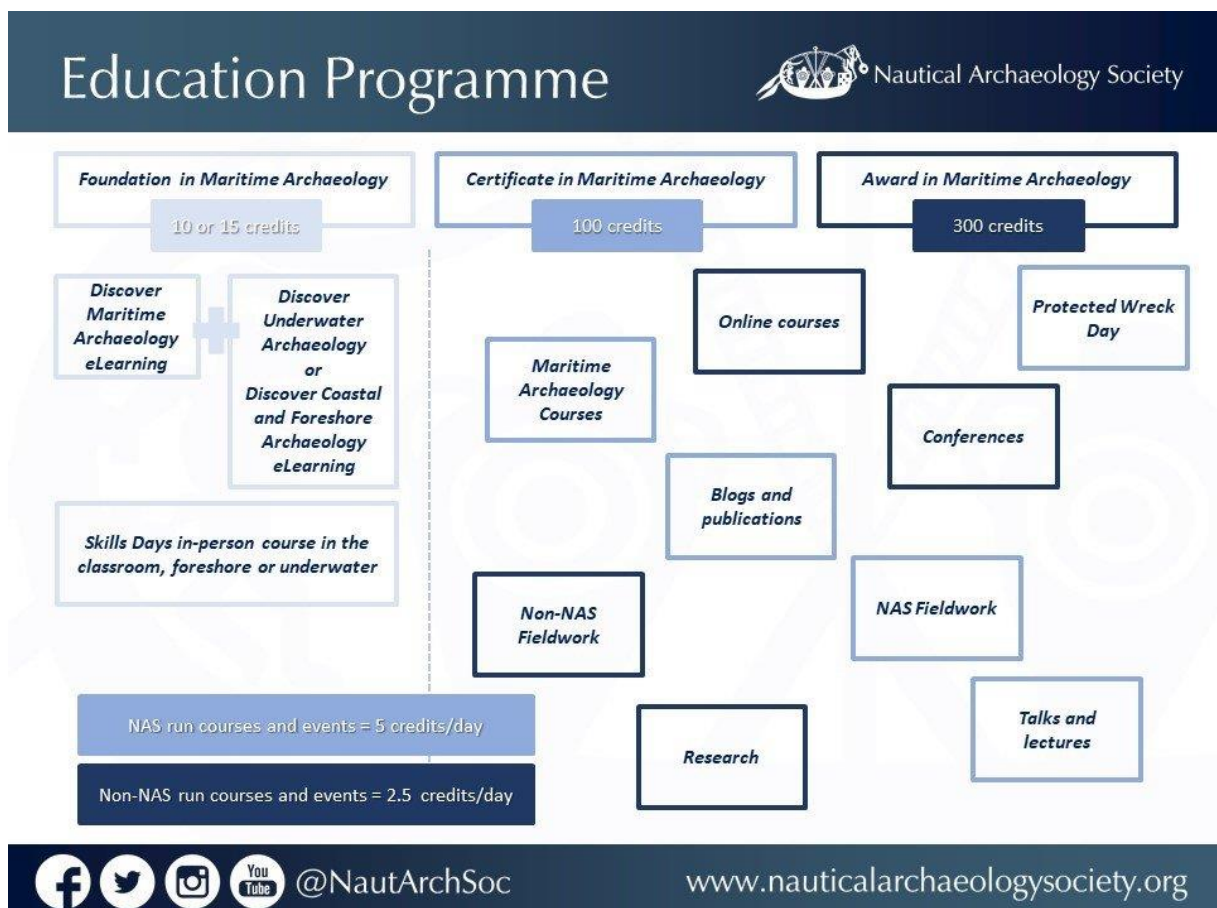 Education Programme
Nautical Archaeology Society
Foundation in Maritime Archaeology
10 or 15 credits
Certificate in Maritime Archaeology
100 credits
Award in Maritime Archaeology
300 credits
Discover
Maritime
Archaeology
eLearning
Discover
Underwater
Archaeology
or
Discover Coastal
and Foreshore
Archaeology
eLearning
Skills Days in-person course in the
classroom, foreshore or underwater
Online courses
Protected Wreck
Day
Maritime
Archaeology
Courses
Conferences
Blogs and
publications
Non-NAS
Fieldwork
NAS Fieldwork
Research
Talks and
lectures
NAS run courses and events = 5 credits/day
Non-NAS run courses and events = 2.5 credits/day
You
Tube
@NautArchSoc
www.nauticalarchaeologysociety.org